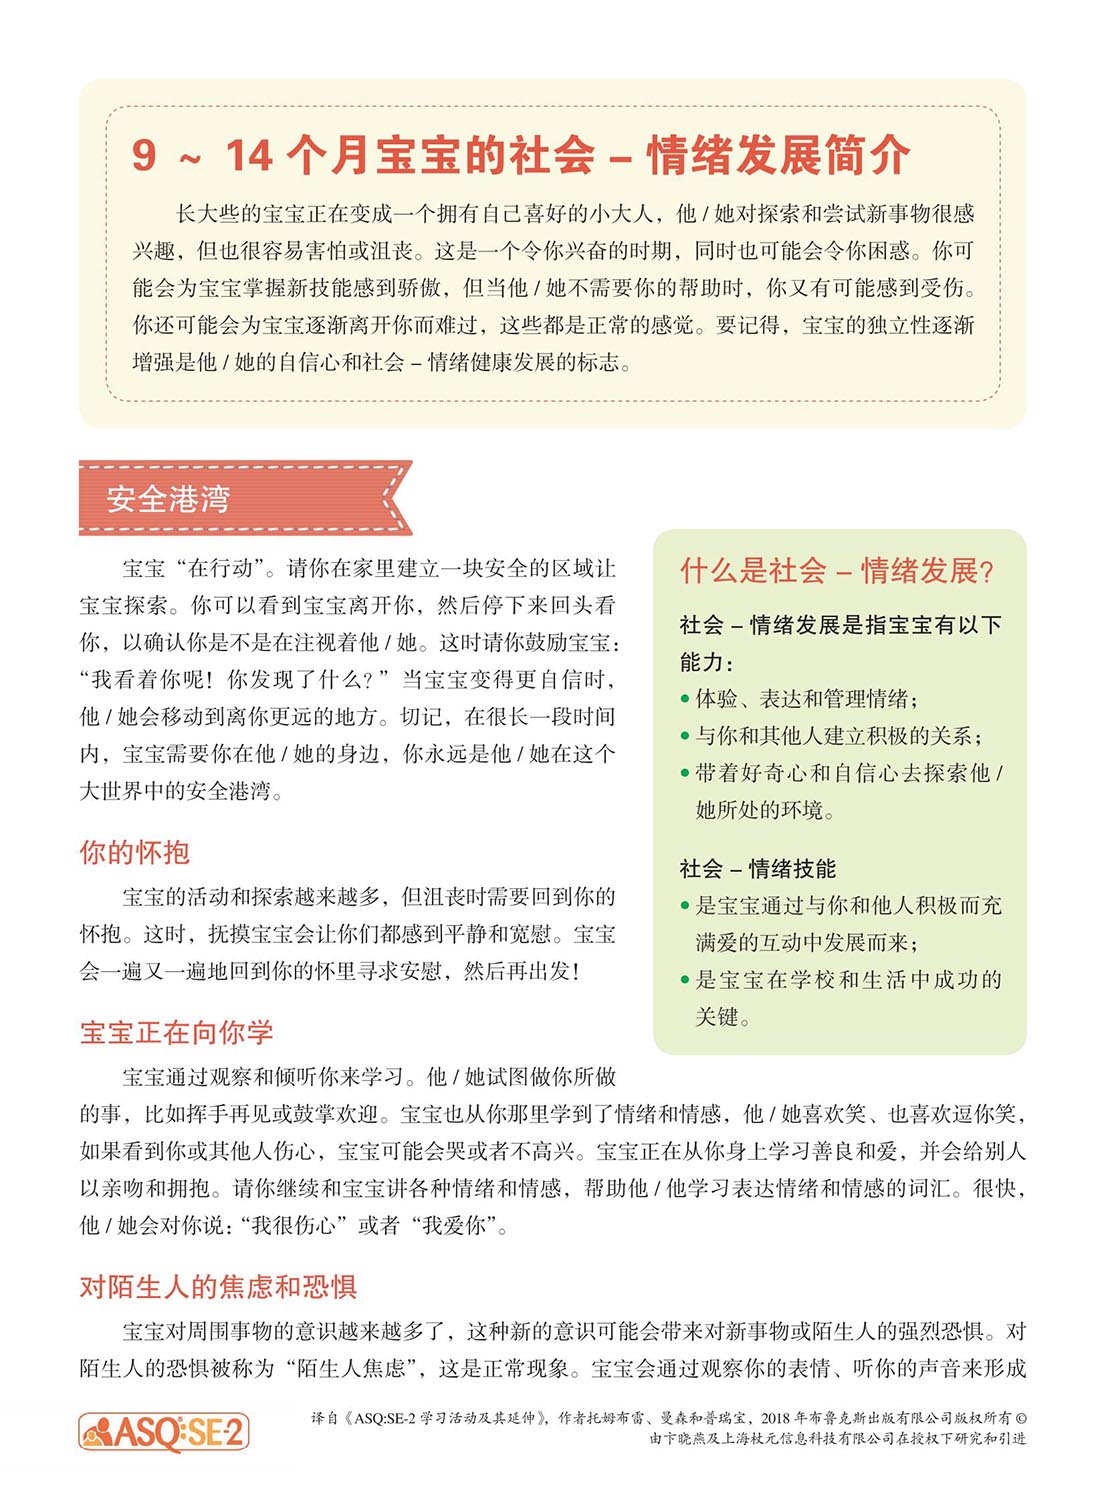 9 ~ 14 个月宝宝的社会 – 情绪发展简介
长大些的宝宝正在变成一个拥有自己喜好的小大人，他 / 她对探索和尝试新事物很感
兴趣，但也很容易害怕或沮丧。这是一个令你兴奋的时期，同时也可能会令你困惑。你可
能会为宝宝掌握新技能感到骄傲，但当他 / 她不需要你的帮助时，你又有可能感到受伤。
你还可能会为宝宝逐渐离开你而难过，这些都是正常的感觉。要记得，宝宝的独立性逐渐
增强是他 / 她的自信心和社会 – 情绪健康发展的标志。
安全港湾
宝宝“在行动”。请你在家里建立一块安全的区域让
宝宝探索。你可以看到宝宝离开你，然后停下来回头看
你，以确认你是不是在注视着他 / 她。这时请你鼓励宝宝：
“我看着你呢！你发现了什么？”当宝宝变得更自信时，
他 / 她会移动到离你更远的地方。切记，在很长一段时间
内，宝宝需要你在他 / 她的身边，你永远是他 / 她在这个
大世界中的安全港湾。
你的怀抱
宝宝的活动和探索越来越多，但沮丧时需要回到你的
怀抱。这时，抚摸宝宝会让你们都感到平静和宽慰。宝宝
会一遍又一遍地回到你的怀里寻求安慰，然后再出发！
什么是社会 – 情绪发展？
社会 – 情绪发展是指宝宝有以下
能力：
• 体验、表达和管理情绪；
• 与你和其他人建立积极的关系；
• 带着好奇心和自信心去探索他 /
她所处的环境。
社会 – 情绪技能
• 是宝宝通过与你和他人积极而充
满爱的互动中发展而来；
• 是宝宝在学校和生活中成功的
关键。
宝宝正在向你学
宝宝通过观察和倾听你来学习。他 / 她试图做你所做
的事，比如挥手再见或鼓掌欢迎。宝宝也从你那里学到了情绪和情感，他 / 她喜欢笑、也喜欢逗你笑，
如果看到你或其他人伤心，宝宝可能会哭或者不高兴。宝宝正在从你身上学习善良和爱，并会给别人
以亲吻和拥抱。请你继续和宝宝讲各种情绪和情感，帮助他 / 他学习表达情绪和情感的词汇。很快，
他 / 她会对你说：“我很伤心”或者“我爱你”。
对陌生人的焦虑和恐惧
宝宝对周围事物的意识越来越多了，这种新的意识可能会带来对新事物或陌生人的强烈恐惧。对
陌生人的恐惧被称为“陌生人焦虑”，这是正常现象。宝宝会通过观察你的表情、听你的声音来形成
ASQ:SE-2
译自《ASQ:SE-2 学习活动及其延伸》，作者托姆布雷、曼森和普瑞宝，2018 年布鲁克斯出版有限公司版权所有 ©
由卞晓燕及上海杖元信息科技有限公司在授权下研究和引进